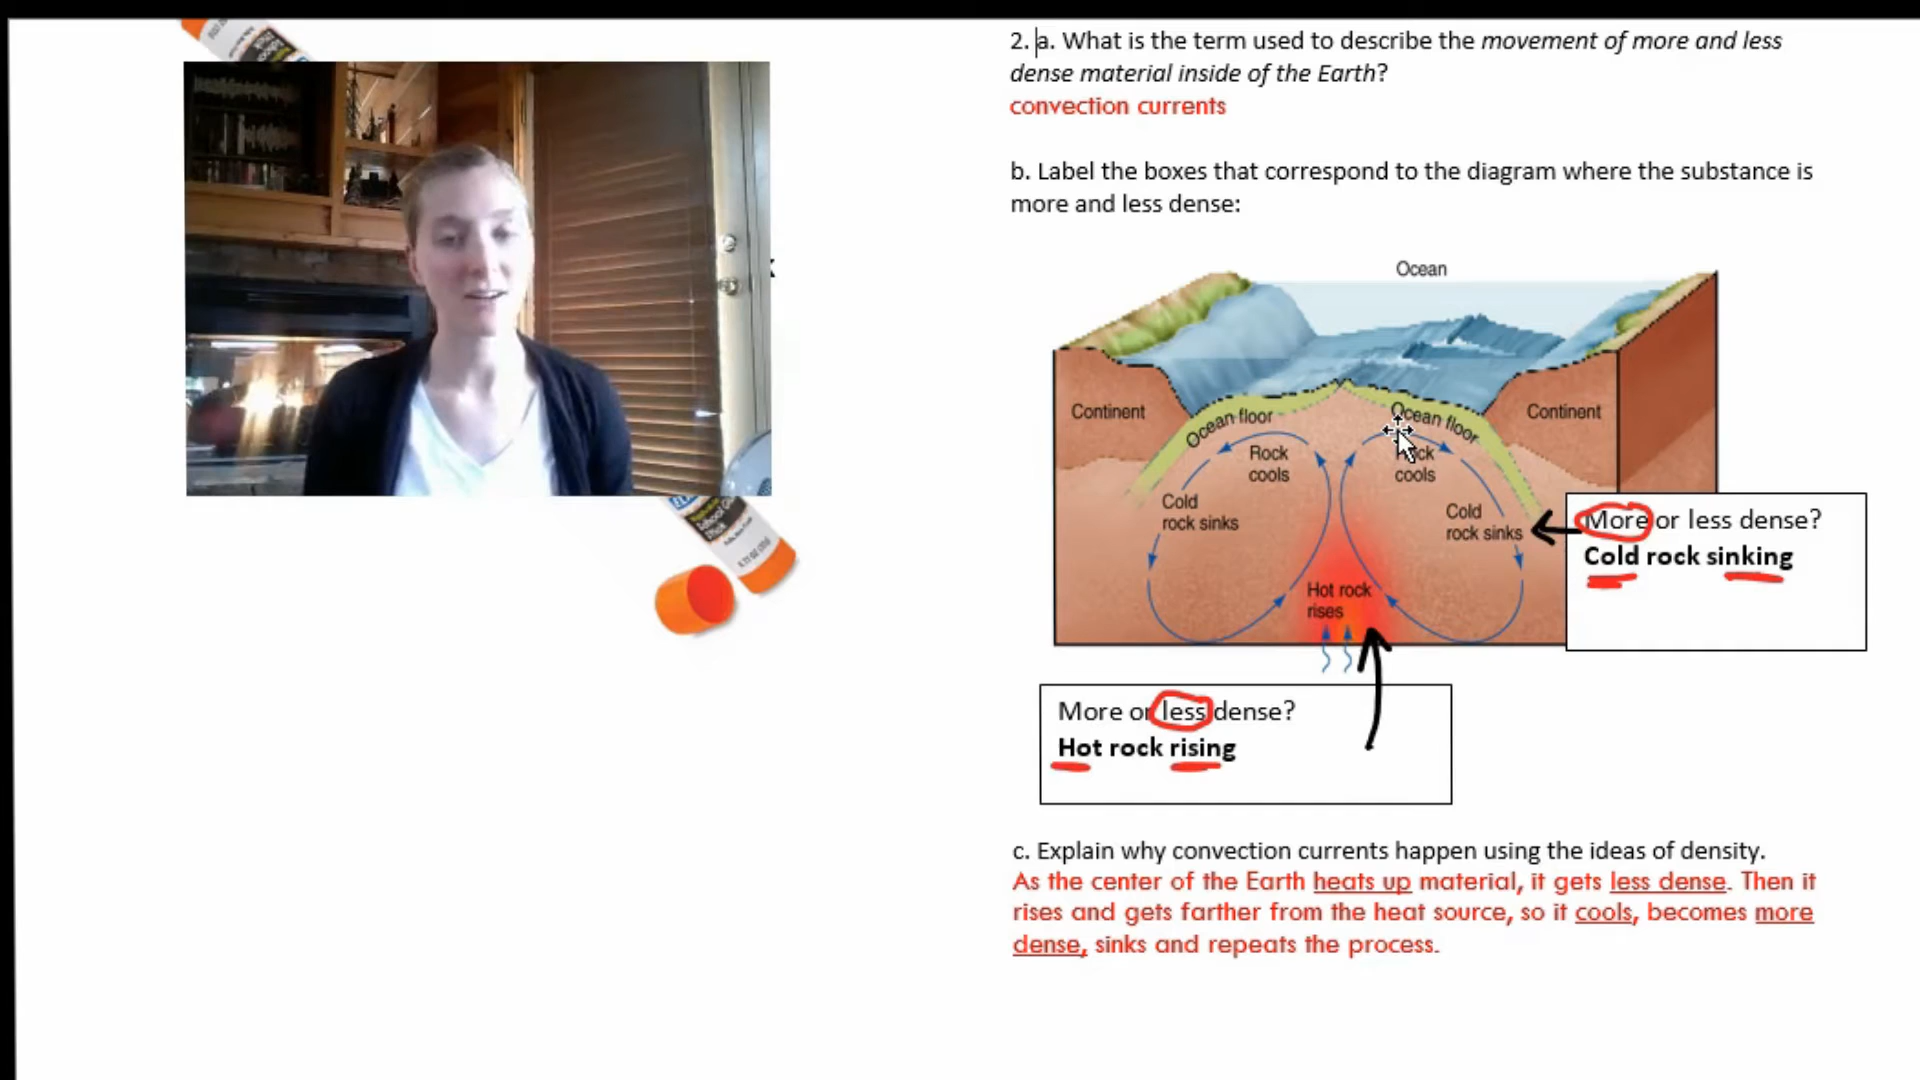 2. a. What is the term used to describe the movement of more and less
dense material inside of the Earth?
convection currents
b. Label the boxes that correspond to the diagram where the substance is
more and less dense:
Ocean
Continent
Ocean floor
Ocean floor
Continent
Rock
cools
Rock
cools
Cold
rock sinks
Cold
rock sinks
Hot rock
rises
More or less dense?
Cold rock sinking
More or less dense?
Hot rock rising
c. Explain why convection currents happen using the ideas of density.
As the center of the Earth heats up material, it gets less dense. Then it
rises and gets farther from the heat source, so it cools, becomes more
dense, sinks and repeats the process.